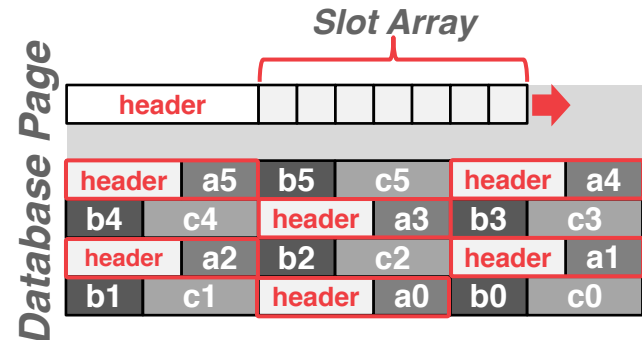 Slot Array
Database Page
header
header a5 b5 c5 header a4
b4 c4 header a3 b3 c3
header a2 b2 c2 header a1
b1 c1 header a0 b0 c0